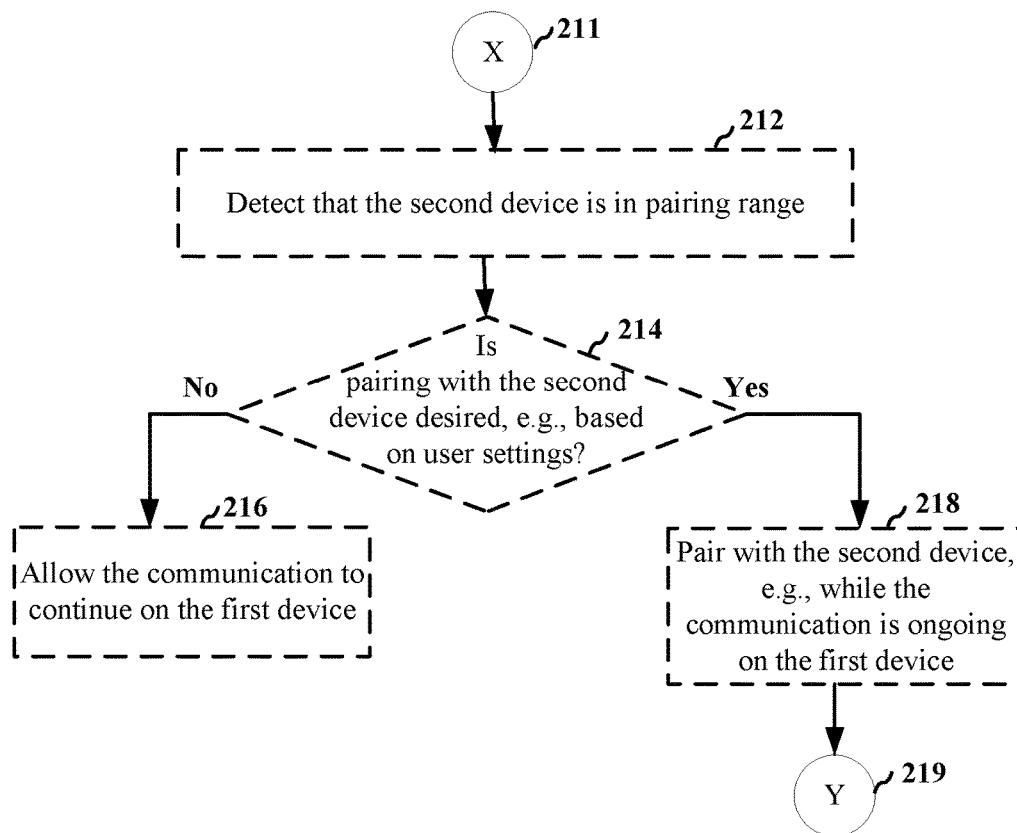 X
211
212
Detect that the second device is in pairing range
214
Is
pairing with the second
device desired, e.g., based
on user settings?
No
Yes
216
Allow the communication to
continue on the first device
218
Pair with the second device,
e.g., while the
communication is ongoing
on the first device
Y
219